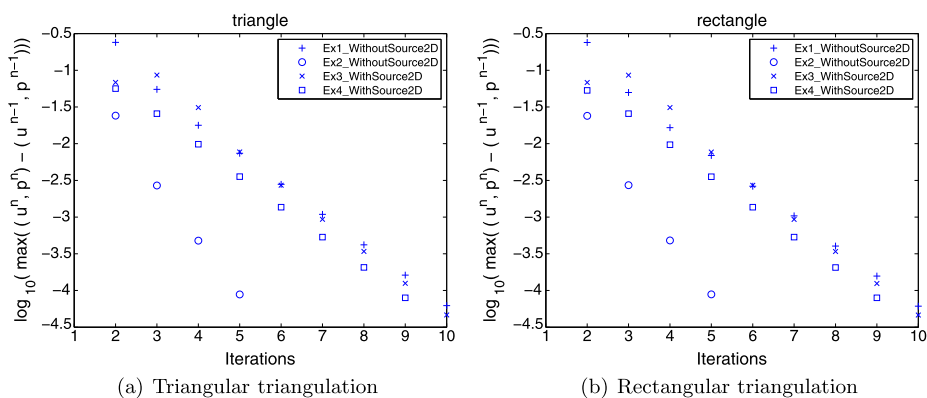 triangle
−0.5
−1
−1.5
−2
−2.5
−3
−3.5
−4
−4.5
log10( max( ( u^n, p^n) − ( u^n−1, p^n−1)))
Ex1_WithoutSource2D
Ex2_WithoutSource2D
Ex3_WithSource2D
Ex4_WithSource2D
1 2 3 4 5 6 7 8 9 10
Iterations
(a) Triangular triangulation
rectangle
−0.5
−1
−1.5
−2
−2.5
−3
−3.5
−4
−4.5
log10( max( ( u^n, p^n) − ( u^n−1, p^n−1)))
Ex1_WithoutSource2D
Ex2_WithoutSource2D
Ex3_WithSource2D
Ex4_WithSource2D
1 2 3 4 5 6 7 8 9 10
Iterations
(b) Rectangular triangulation